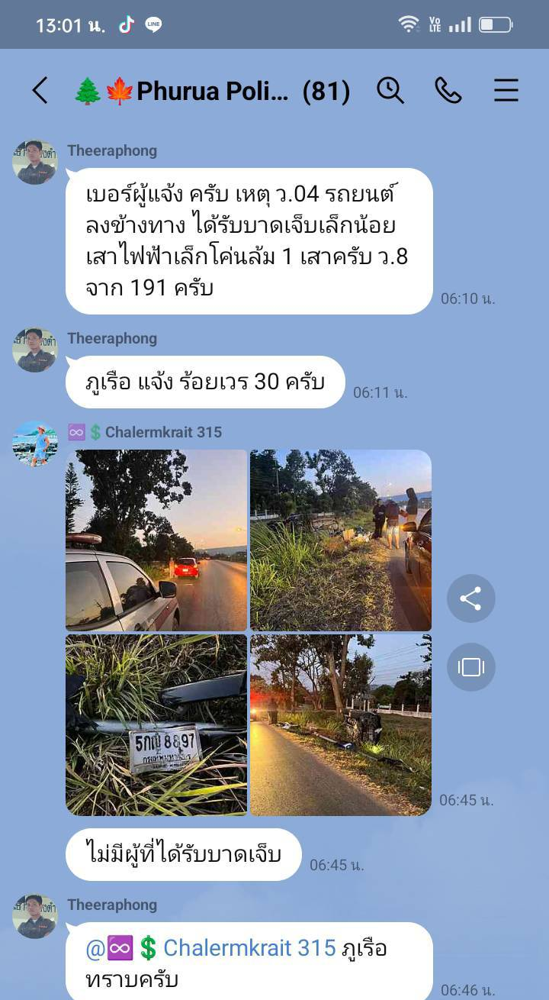 13:01 น.
LINE
Vo
LTE
🌲🍁Phurua Poli... (81)
Theeraphong
เบอร์ผู้แจ้ง ครับ เหตุ ว.04 รถยนต์
ลงข้างทาง ได้รับบาดเจ็บเล็กน้อย
เสาไฟฟ้าเล็กโค่นล้ม 1 เสาครับ ว.8
จาก 191 ครับ
06:10 น.
Theeraphong
ภูเรือ แจ้ง ร้อยเวร 30 ครับ
06:11 น.
♾️💲Chalermkrait 315
5กญ 8897
กรุงเทพมหานคร
06:45 น.
ไม่มีผู้ที่ได้รับบาดเจ็บ
06:45 น.
Theeraphong
@♾️💲Chalermkrait 315 ภูเรือ
ทราบครับ
06:46 น.